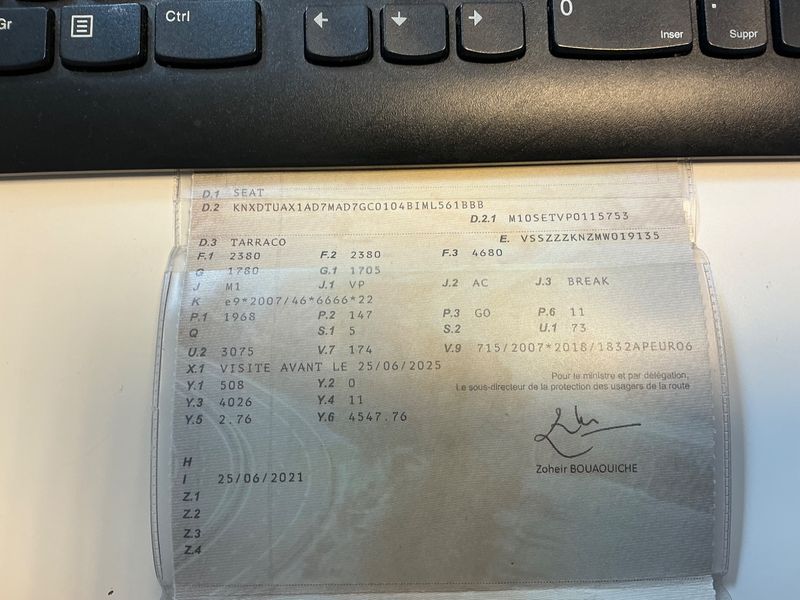 Gr
Ctrl
0
Inser
.
Suppr
D.1 SEAT
D.2 KNXDTUAX1AD7MAD7GC0104BIML561BBB
D.2.1 M10SETVP0115753
D.3 TARRACO
E. VSSZZZKNZMW019135
F.1 2380 F.2 2380 F.3 4680
G 1780 G.1 1705
J M1 J.1 VP J.2 AC J.3 BREAK
K e9*2007/46*6666*22
P.1 1968 P.2 147 P.3 GO P.6 11
Q S.1 5 S.2 U.1 73
U.2 3075 V.7 174 V.9 715/2007*2018/1832APEURO6
X.1 VISITE AVANT LE 25/06/2025
Y.1 508 Y.2 0
Y.3 4026 Y.4 11
Y.5 2.76 Y.6 4547.76
Pour le ministre et par délégation,
Le sous-directeur de la protection des usagers de la route
Zoheir BOUAOUICHE
H
I 25/06/2021
Z.1
Z.2
Z.3
Z.4